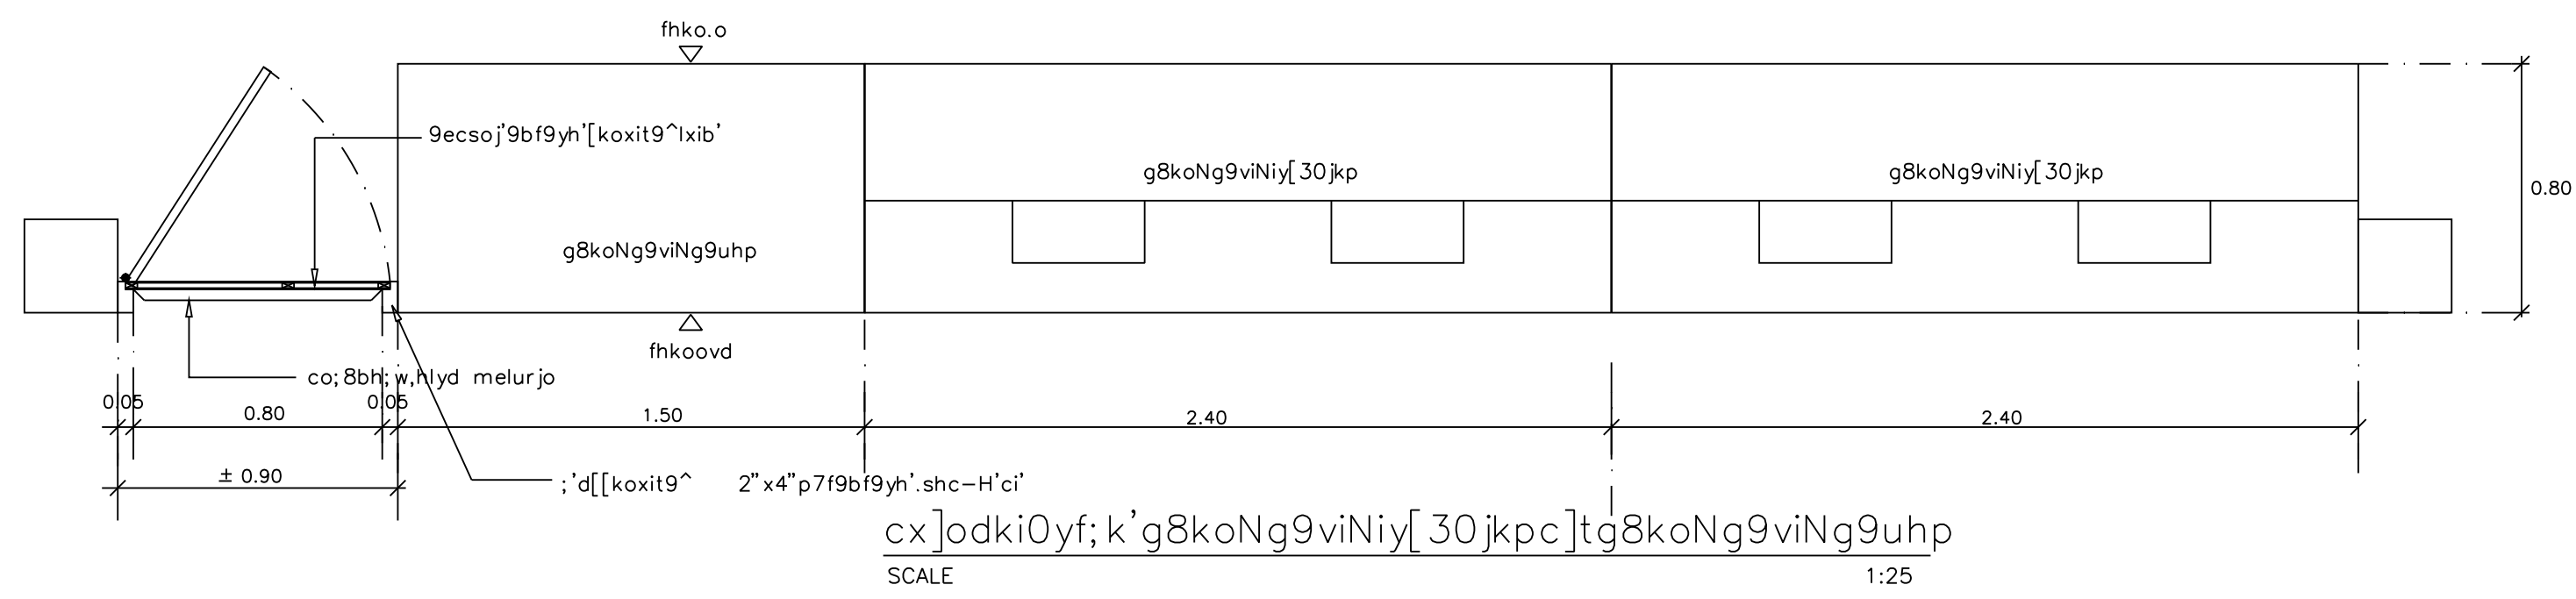 fhko.o
9ecsoj'9bf9yh'[koxit9^lxib'
g8koNg9viNiy[30jkp
g8koNg9viNiy[30jkp
0.80
g8koNg9viNg9uhp
fhkoovd
co;8bh;w,hlyd melurjo
0.05
0.80
0.05
1.50
2.40
2.40
± 0.90
;'d[[koxit9^ 2"x4"p7f9bf9yh'.shc-H'ci'
cx]odki0yf;k'g8koNg9viNiy[30jkpc]tg8koNg9viNg9uhp
SCALE 1:25